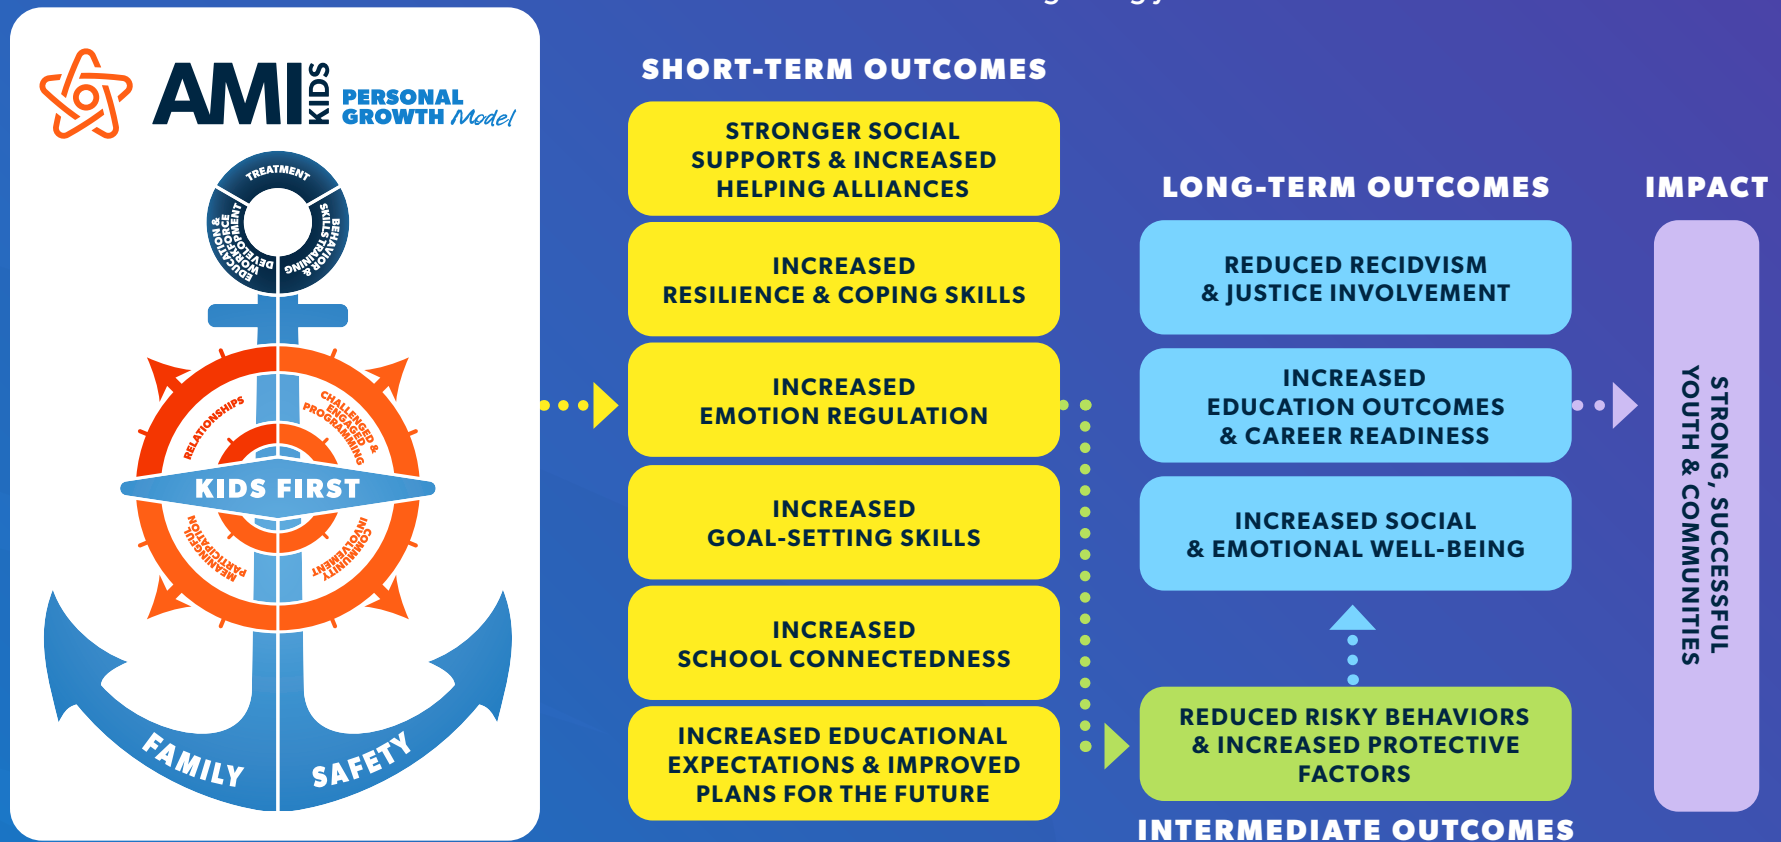 AMI KIDS PERSONAL
GROWTH Model
TREATMENT
EDUCATION &
WORKFORCE
DEVELOPMENT
BEHAVIOR &
SKILLS TRAINING
RELATIONSHIPS
CHALLENGED &
ENGAGED
PROGRAMMING
KIDS FIRST
MEANINGFUL
PARTICIPATION
COMMUNITY
INVOLVEMENT
FAMILY
SAFETY
SHORT-TERM OUTCOMES
STRONGER SOCIAL
SUPPORTS & INCREASED
HELPING ALLIANCES
INCREASED
RESILIENCE & COPING SKILLS
INCREASED
EMOTION REGULATION
INCREASED
GOAL-SETTING SKILLS
INCREASED
SCHOOL CONNECTEDNESS
INCREASED EDUCATIONAL
EXPECTATIONS & IMPROVED
PLANS FOR THE FUTURE
LONG-TERM OUTCOMES
REDUCED RECIDVISM
& JUSTICE INVOLVEMENT
INCREASED
EDUCATION OUTCOMES
& CAREER READINESS
INCREASED SOCIAL
& EMOTIONAL WELL-BEING
REDUCED RISKY BEHAVIORS
& INCREASED PROTECTIVE
FACTORS
INTERMEDIATE OUTCOMES
IMPACT
STRONG, SUCCESSFUL
YOUTH & COMMUNITIES